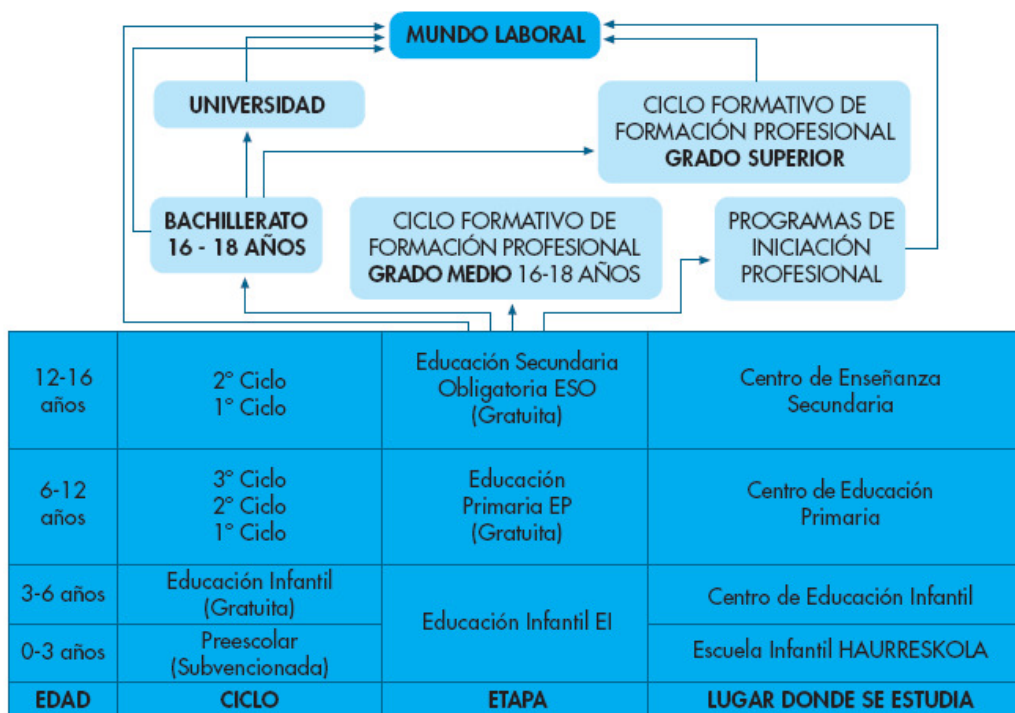 MUNDO LABORAL
UNIVERSIDAD
CICLO FORMATIVO DE
FORMACIÓN PROFESIONAL
GRADO SUPERIOR
BACHILLERATO
16 - 18 AÑOS
CICLO FORMATIVO DE
FORMACIÓN PROFESIONAL
GRADO MEDIO 16-18 AÑOS
PROGRAMAS DE
INICIACIÓN
PROFESIONAL
12-16
años
2º Ciclo
1º Ciclo
Educación Secundaria
Obligatoria ESO
(Gratuita)
Centro de Enseñanza
Secundaria
6-12
años
3º Ciclo
2º Ciclo
1º Ciclo
Educación
Primaria EP
(Gratuita)
Centro de Educación
Primaria
3-6 años
Educación Infantil
(Gratuita)
Educación Infantil EI
Centro de Educación Infantil
0-3 años
Preescolar
(Subvencionada)
Escuela Infantil HAURRESKOLA
EDAD
CICLO
ETAPA
LUGAR DONDE SE ESTUDIA